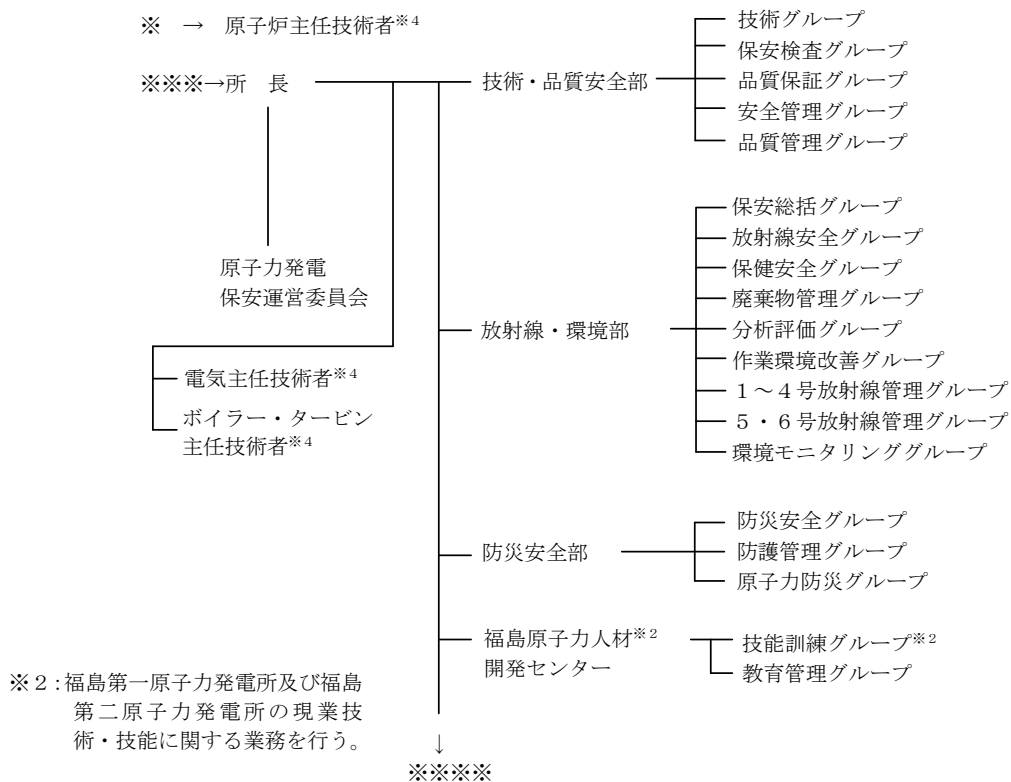 ※ → 原子炉主任技術者※4
※※※→所 長
原子力発電
保安運営委員会
電気主任技術者※4
ボイラー・タービン
主任技術者※4
技術・品質安全部
技術グループ
保安検査グループ
品質保証グループ
安全管理グループ
品質管理グループ
放射線・環境部
保安総括グループ
放射線安全グループ
保健安全グループ
廃棄物管理グループ
分析評価グループ
作業環境改善グループ
1～4号放射線管理グループ
5・6号放射線管理グループ
環境モニタリンググループ
防災安全部
防災安全グループ
防護管理グループ
原子力防災グループ
福島原子力人材※2
開発センター
技能訓練グループ※2
教育管理グループ
※2：福島第一原子力発電所及び福島
第二原子力発電所の現業技
術・技能に関する業務を行う。
↓
※※※※